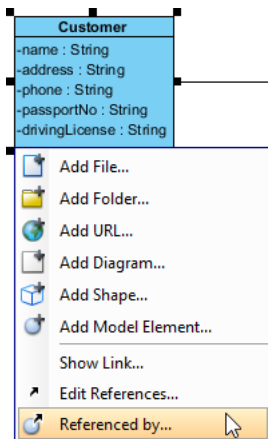 Customer
-name : String
-address : String
-phone : String
-passportNo : String
-drivingLicense : String
Add File...
Add Folder...
Add URL...
Add Diagram...
Add Shape...
Add Model Element...
Show Link...
Edit References...
Referenced by...